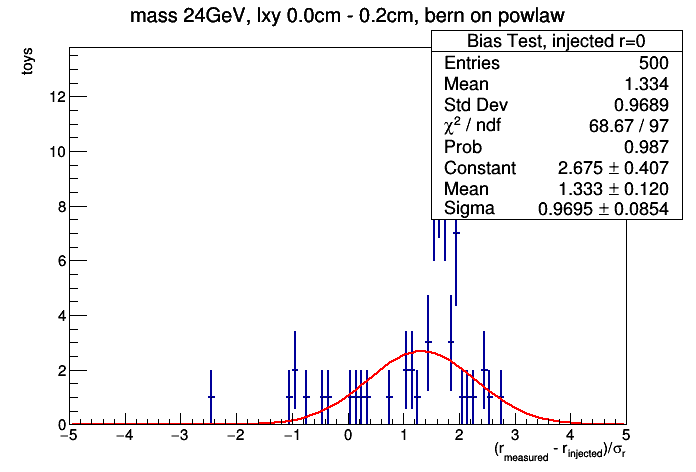 mass 24GeV, lxy 0.0cm - 0.2cm, bern on powlaw
Bias Test, injected r=0
Entries 500
Mean 1.334
Std Dev 0.9689
χ² / ndf 68.67 / 97
Prob 0.987
Constant 2.675 ± 0.407
Mean 1.333 ± 0.120
Sigma 0.9695 ± 0.0854
toys
12
10
8
6
4
2
0
−5 −4 −3 −2 −1 0 1 2 3 4 5
(r_measured - r_injected)/σ_r